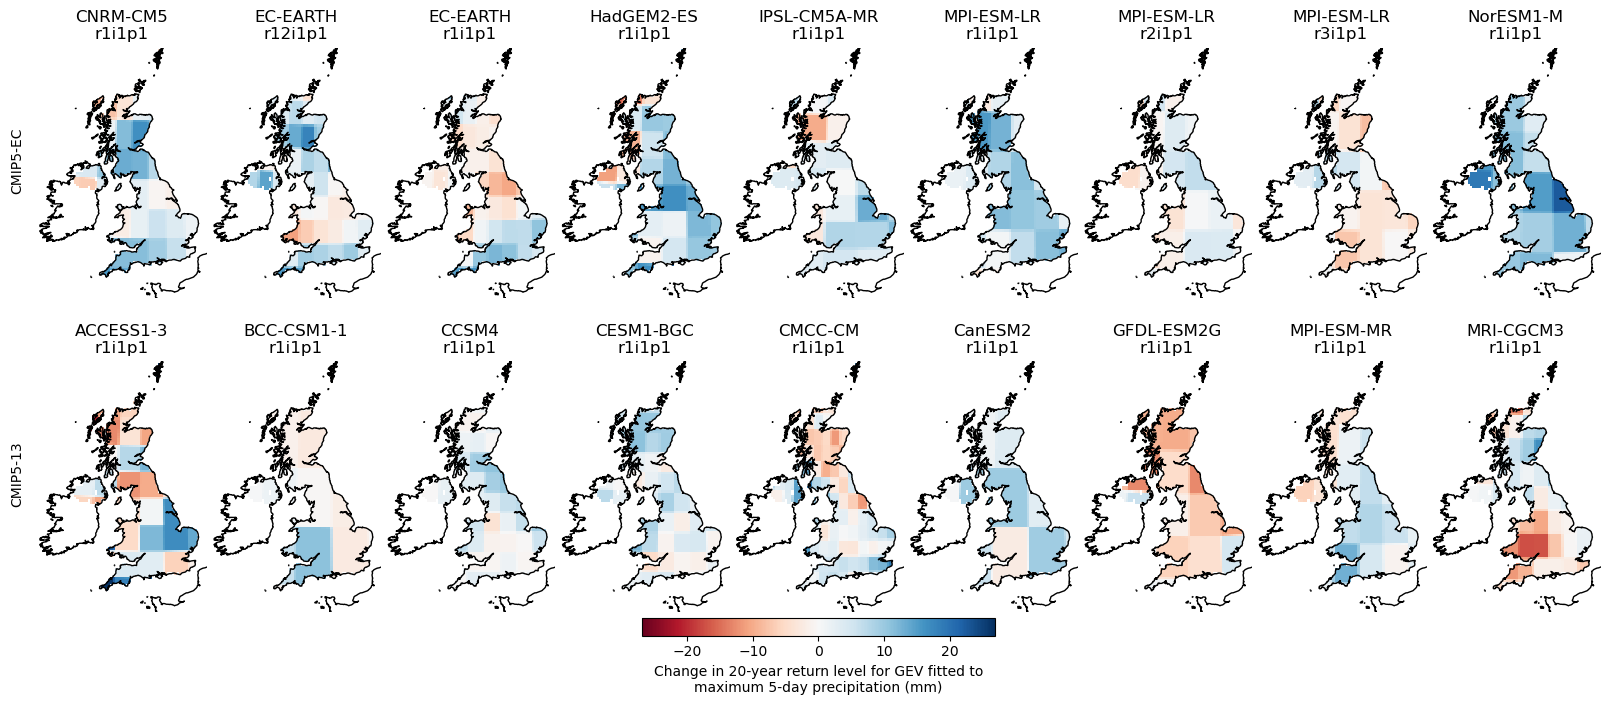 CNRM-CM5 EC-EARTH EC-EARTH HadGEM2-ES IPSL-CM5A-MR MPI-ESM-LR MPI-ESM-LR MPI-ESM-LR NorESM1-M
r1i1p1 r12i1p1 r1i1p1 r1i1p1 r1i1p1 r1i1p1 r2i1p1 r3i1p1 r1i1p1
CMIP5-EC
ACCESS1-3 BCC-CSM1-1 CCSM4 CESM1-BGC CMCC-CM CanESM2 GFDL-ESM2G MPI-ESM-MR MRI-CGCM3
r1i1p1 r1i1p1 r1i1p1 r1i1p1 r1i1p1 r1i1p1 r1i1p1 r1i1p1 r1i1p1
CMIP5-13
−20 −10 0 10 20
Change in 20-year return level for GEV fitted to
maximum 5-day precipitation (mm)